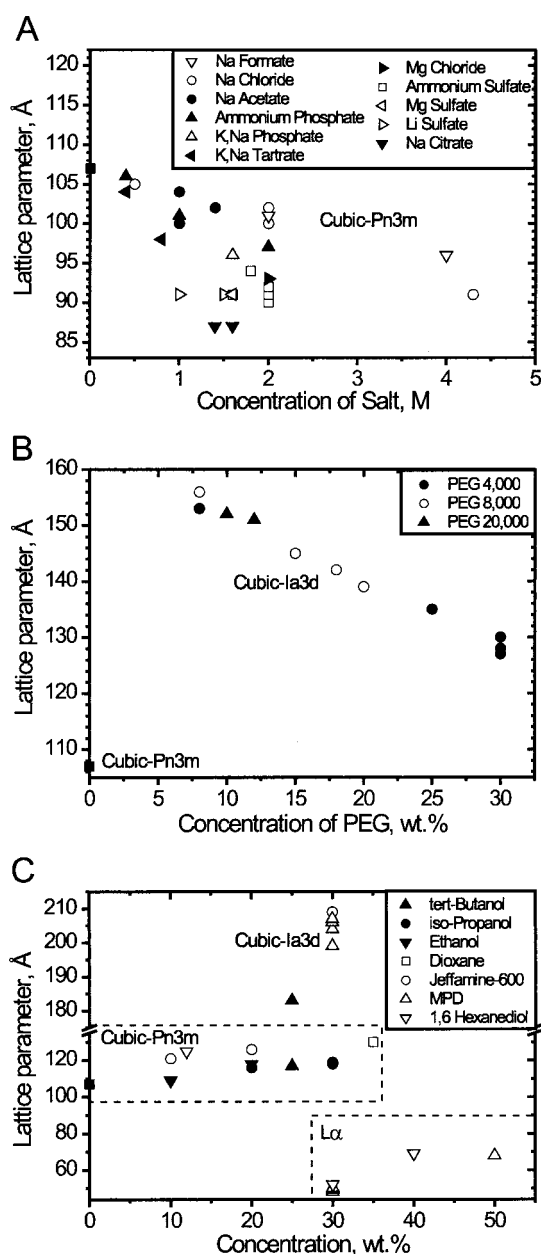 A
Na Formate
Na Chloride
Na Acetate
Ammonium Phosphate
K,Na Phosphate
K,Na Tartrate
Mg Chloride
Ammonium Sulfate
Mg Sulfate
Li Sulfate
Na Citrate
Cubic-Pn3m
Lattice parameter, Å
120
115
110
105
100
95
90
85
0 1 2 3 4 5
Concentration of Salt, M
B
PEG 4,000
PEG 8,000
PEG 20,000
Cubic-Ia3d
Cubic-Pn3m
Lattice parameter, Å
160
150
140
130
120
110
0 5 10 15 20 25 30
Concentration of PEG, wt.%
C
tert-Butanol
iso-Propanol
Ethanol
Dioxane
Jeffamine-600
MPD
1,6 Hexanediol
Cubic-Ia3d
Cubic-Pn3m
Lα
Lattice parameter, Å
210
200
190
180
120
100
80
60
0 10 20 30 40 50
Concentration, wt.%